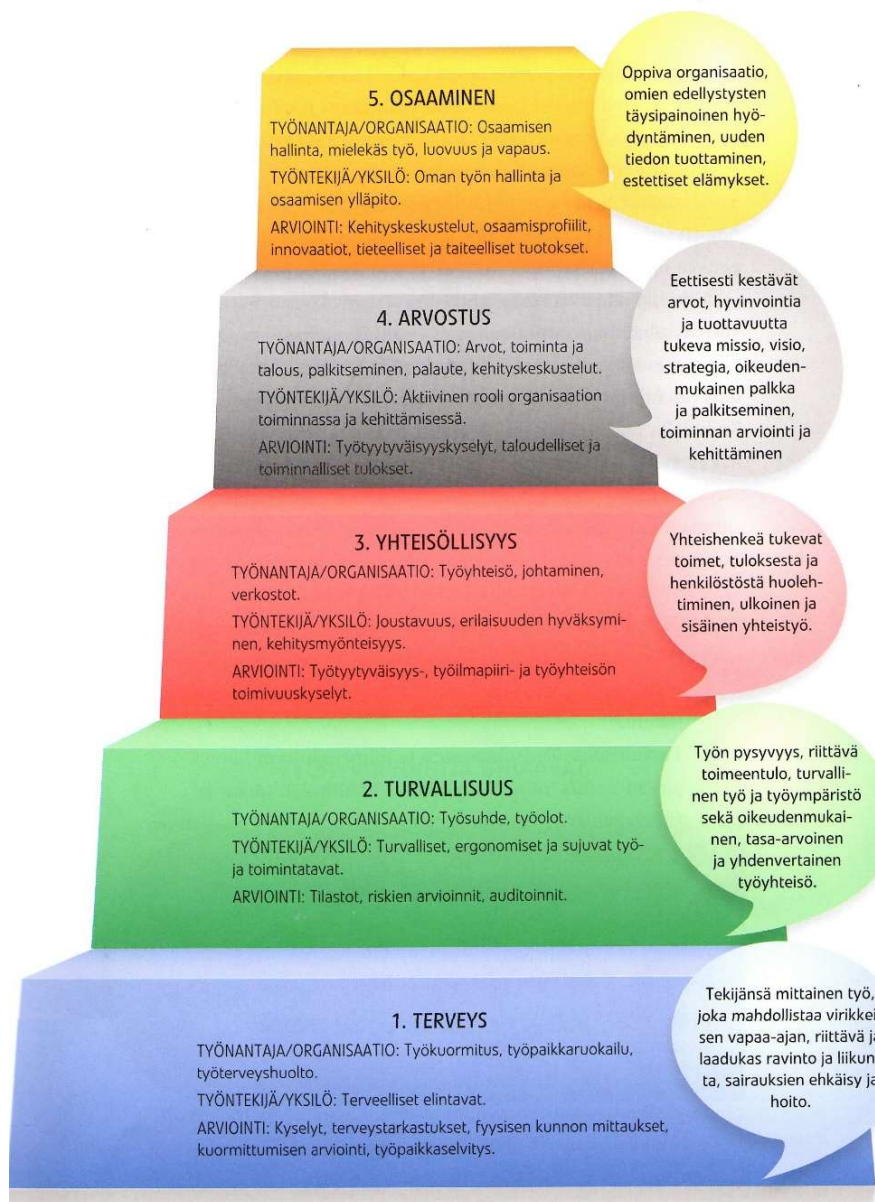 5. OSAAMINEN
TYÖNANTAJA/ORGANISAATIO: Osaamisen
hallinta, mielekäs työ, luovuus ja vapaus.
TYÖNTEKIJÄ/YKSILÖ: Oman työn hallinta ja
osaamisen ylläpito.
ARVIOINTI: Kehityskeskustelut, osaamisprofiilit,
innovaatiot, tieteelliset ja taiteelliset tuotokset.
Oppiva organisaatio,
omien edellytysten
täysipainoinen hyö-
dyntäminen, uuden
tiedon tuottaminen,
estettiset elämykset.
4. ARVOSTUS
TYÖNANTAJA/ORGANISAATIO: Arvot, toiminta ja
talous, palkitseminen, palaute, kehityskeskustelut.
TYÖNTEKIJÄ/YKSILÖ: Aktiivinen rooli organisaation
toiminnassa ja kehittämisessä.
ARVIOINTI: Työtyytyväisyyskyselyt, taloudelliset ja
toiminnalliset tulokset.
Eettisesti kestävät
arvot, hyvinvointia
ja tuottavuutta
tukeva missio, visio,
strategia, oikeuden-
mukainen palkka
ja palkitseminen,
toiminnan arviointi ja
kehittäminen
3. YHTEISÖLLISYYS
TYÖNANTAJA/ORGANISAATIO: Työyhteisö, johtaminen,
verkostot.
TYÖNTEKIJÄ/YKSILÖ: Joustavuus, erilaisuuden hyväksymi-
nen, kehitysmyönteisyys.
ARVIOINTI: Työtyytyväisyys-, työilmapiiri- ja työyhteisön
toimivuuskyselyt.
Yhteishenkeä tukevat
toimet, tuloksesta ja
henkilöstöstä huoleh-
timinen, ulkoinen ja
sisäinen yhteistyö.
2. TURVALLISUUS
TYÖNANTAJA/ORGANISAATIO: Työsuhde, työolot.
TYÖNTEKIJÄ/YKSILÖ: Turvalliset, ergonomiset ja sujuvat työ-
ja toimintatavat.
ARVIOINTI: Tilastot, riskien arvioinnit, auditoinnit.
Työn pysyvyys, riittävä
toimeentulo, turvalli-
nen työ ja työympäristö
sekä oikeudenmukai-
nen, tasa-arvoinen
ja yhdenvertainen
työyhteisö.
1. TERVEYS
TYÖNANTAJA/ORGANISAATIO: Työkuormitus, työpaikkaruokailu,
työterveyshuolto.
TYÖNTEKIJÄ/YKSILÖ: Terveelliset elintavat.
ARVIOINTI: Kyselyt, terveystarkastukset, fyysisen kunnon mittaukset,
kuormittumisen arviointi, työpaikkaselvitys.
Tekijänsä mittainen työ,
joka mahdollistaa virikkei
sen vapaa-ajan, riittävä ja
laadukas ravinto ja liikun
ta, sairauksien ehkäisy ja
hoito.